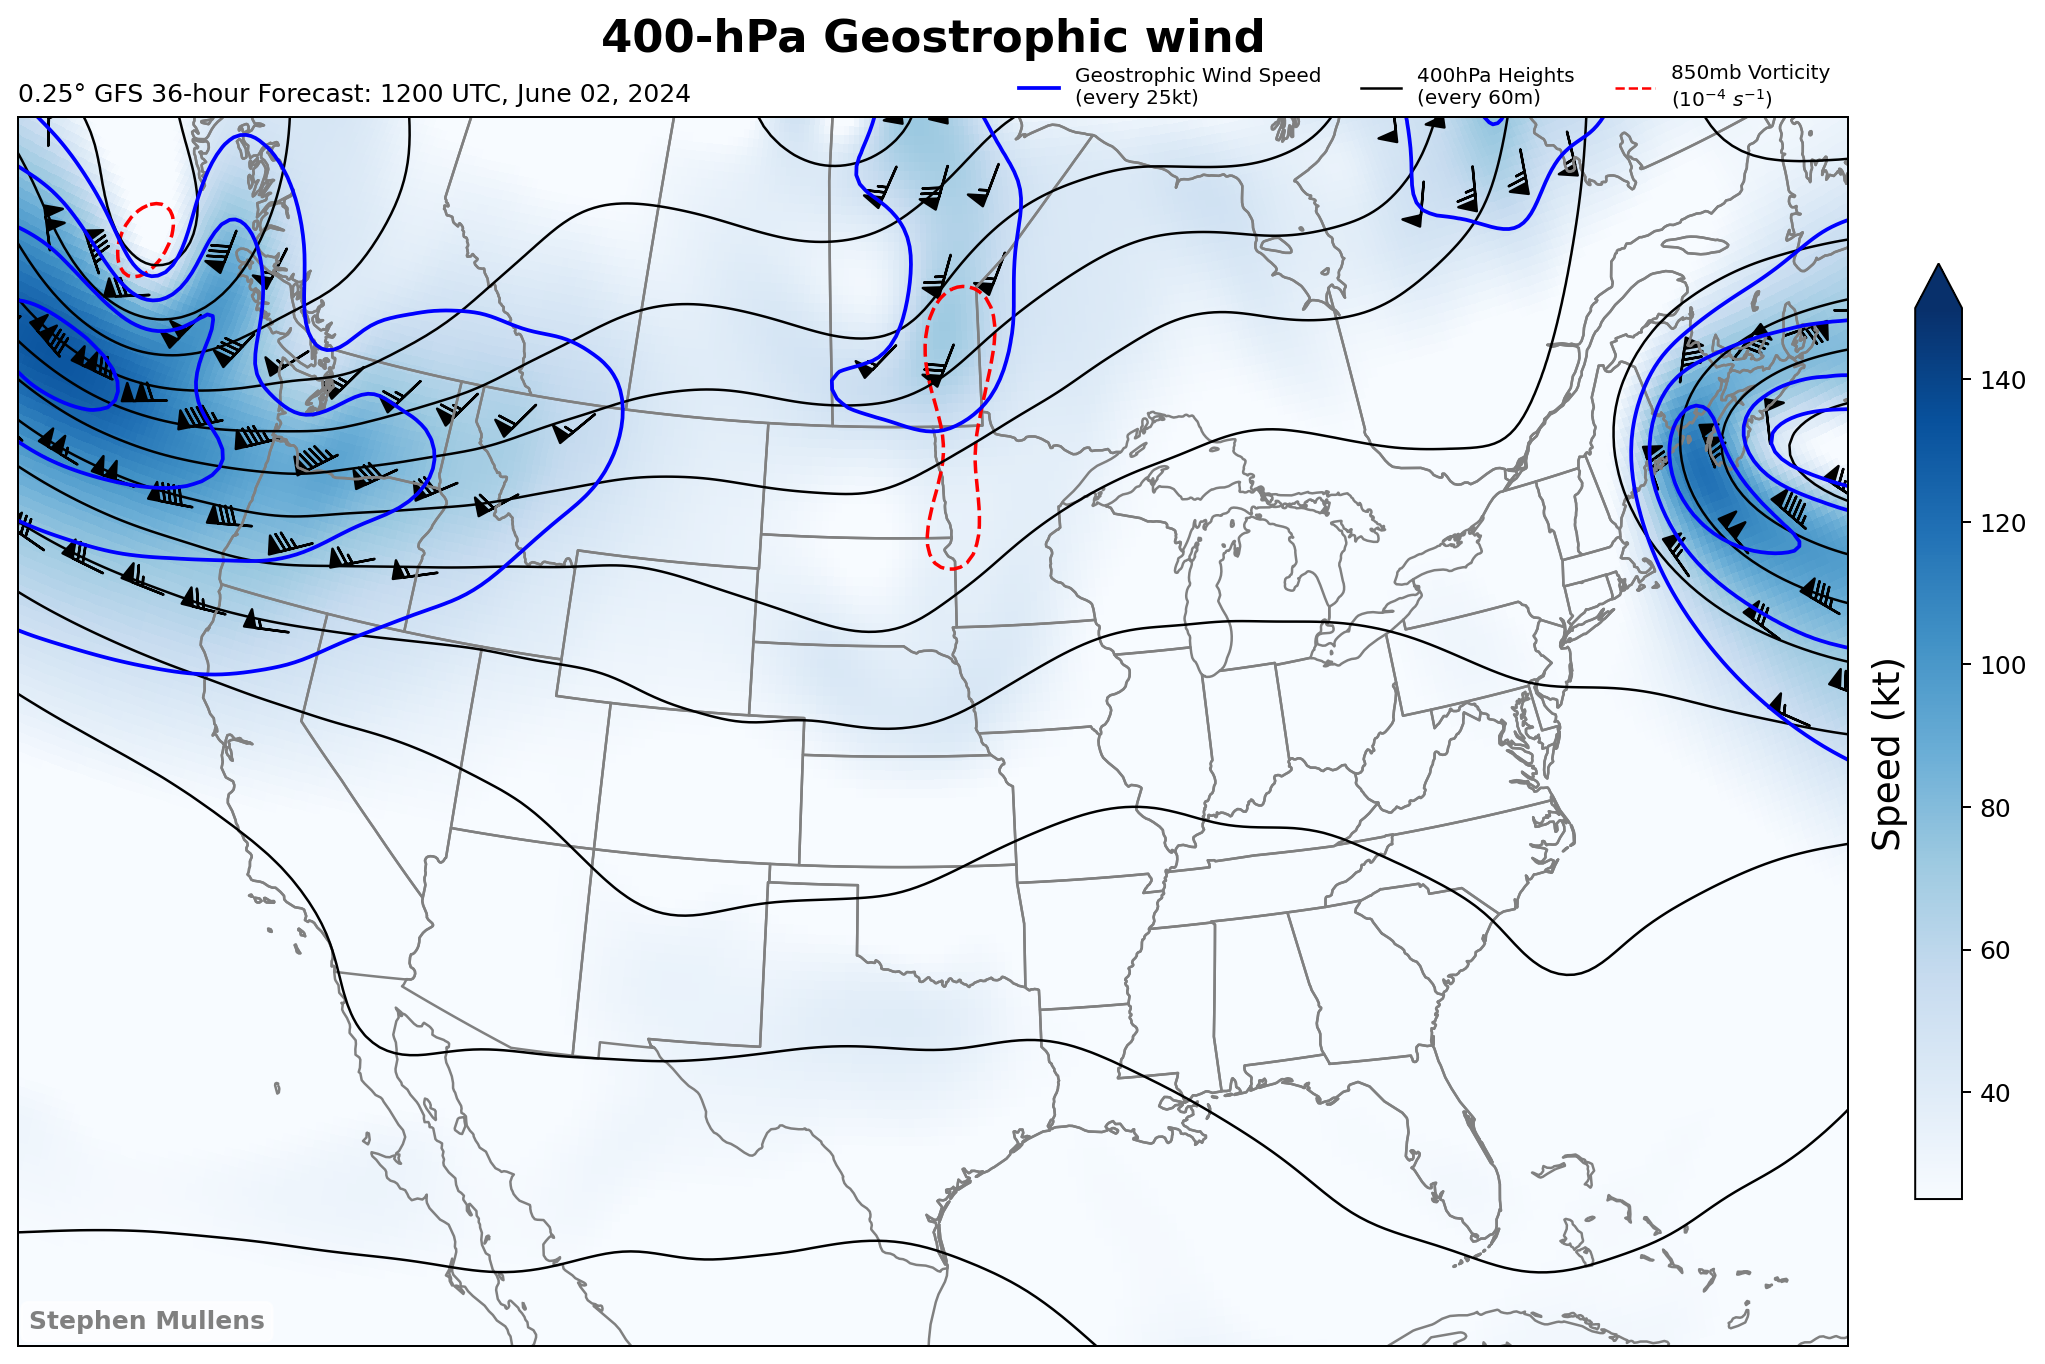 400-hPa Geostrophic wind
0.25° GFS 36-hour Forecast: 1200 UTC, June 02, 2024
Geostrophic Wind Speed
(every 25kt)
400hPa Heights
(every 60m)
850mb Vorticity
(10⁻⁴ s⁻¹)
140
120
100
80
60
40
Speed (kt)
Stephen Mullens